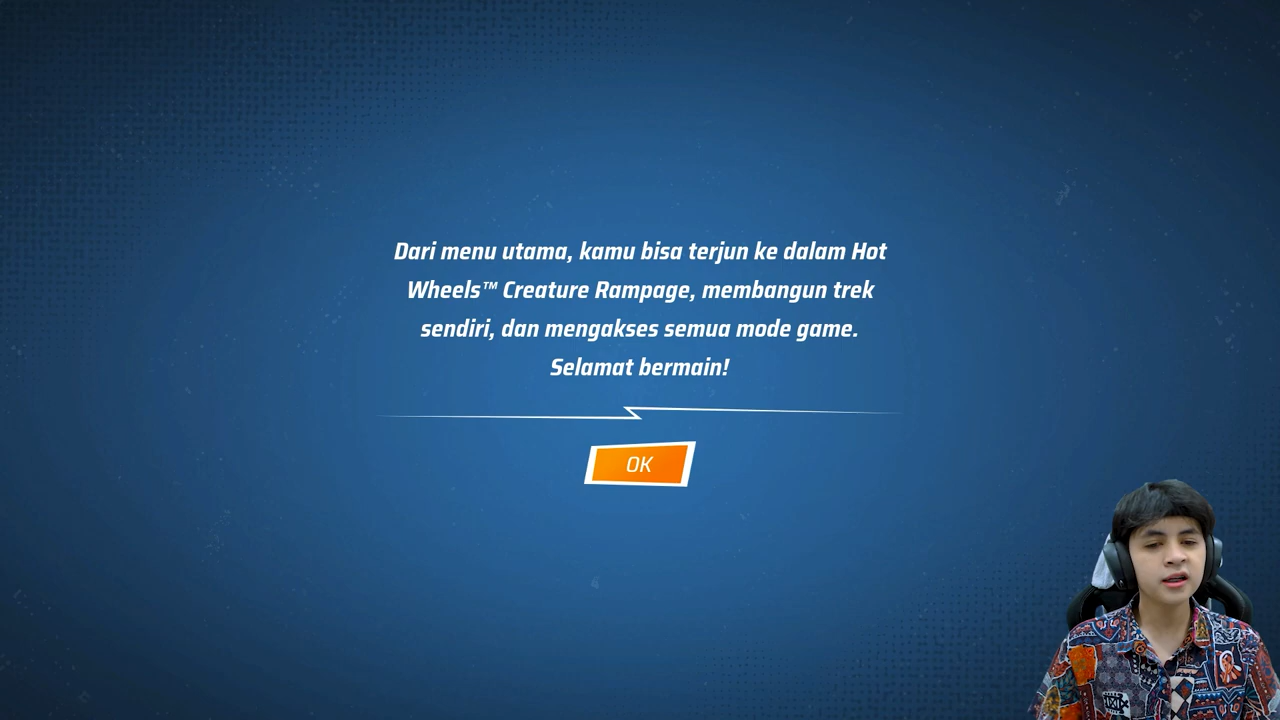 Dari menu utama, kamu bisa terjun ke dalam Hot
Wheels™ Creature Rampage, membangun trek
sendiri, dan mengakses semua mode game.
Selamat bermain!
OK